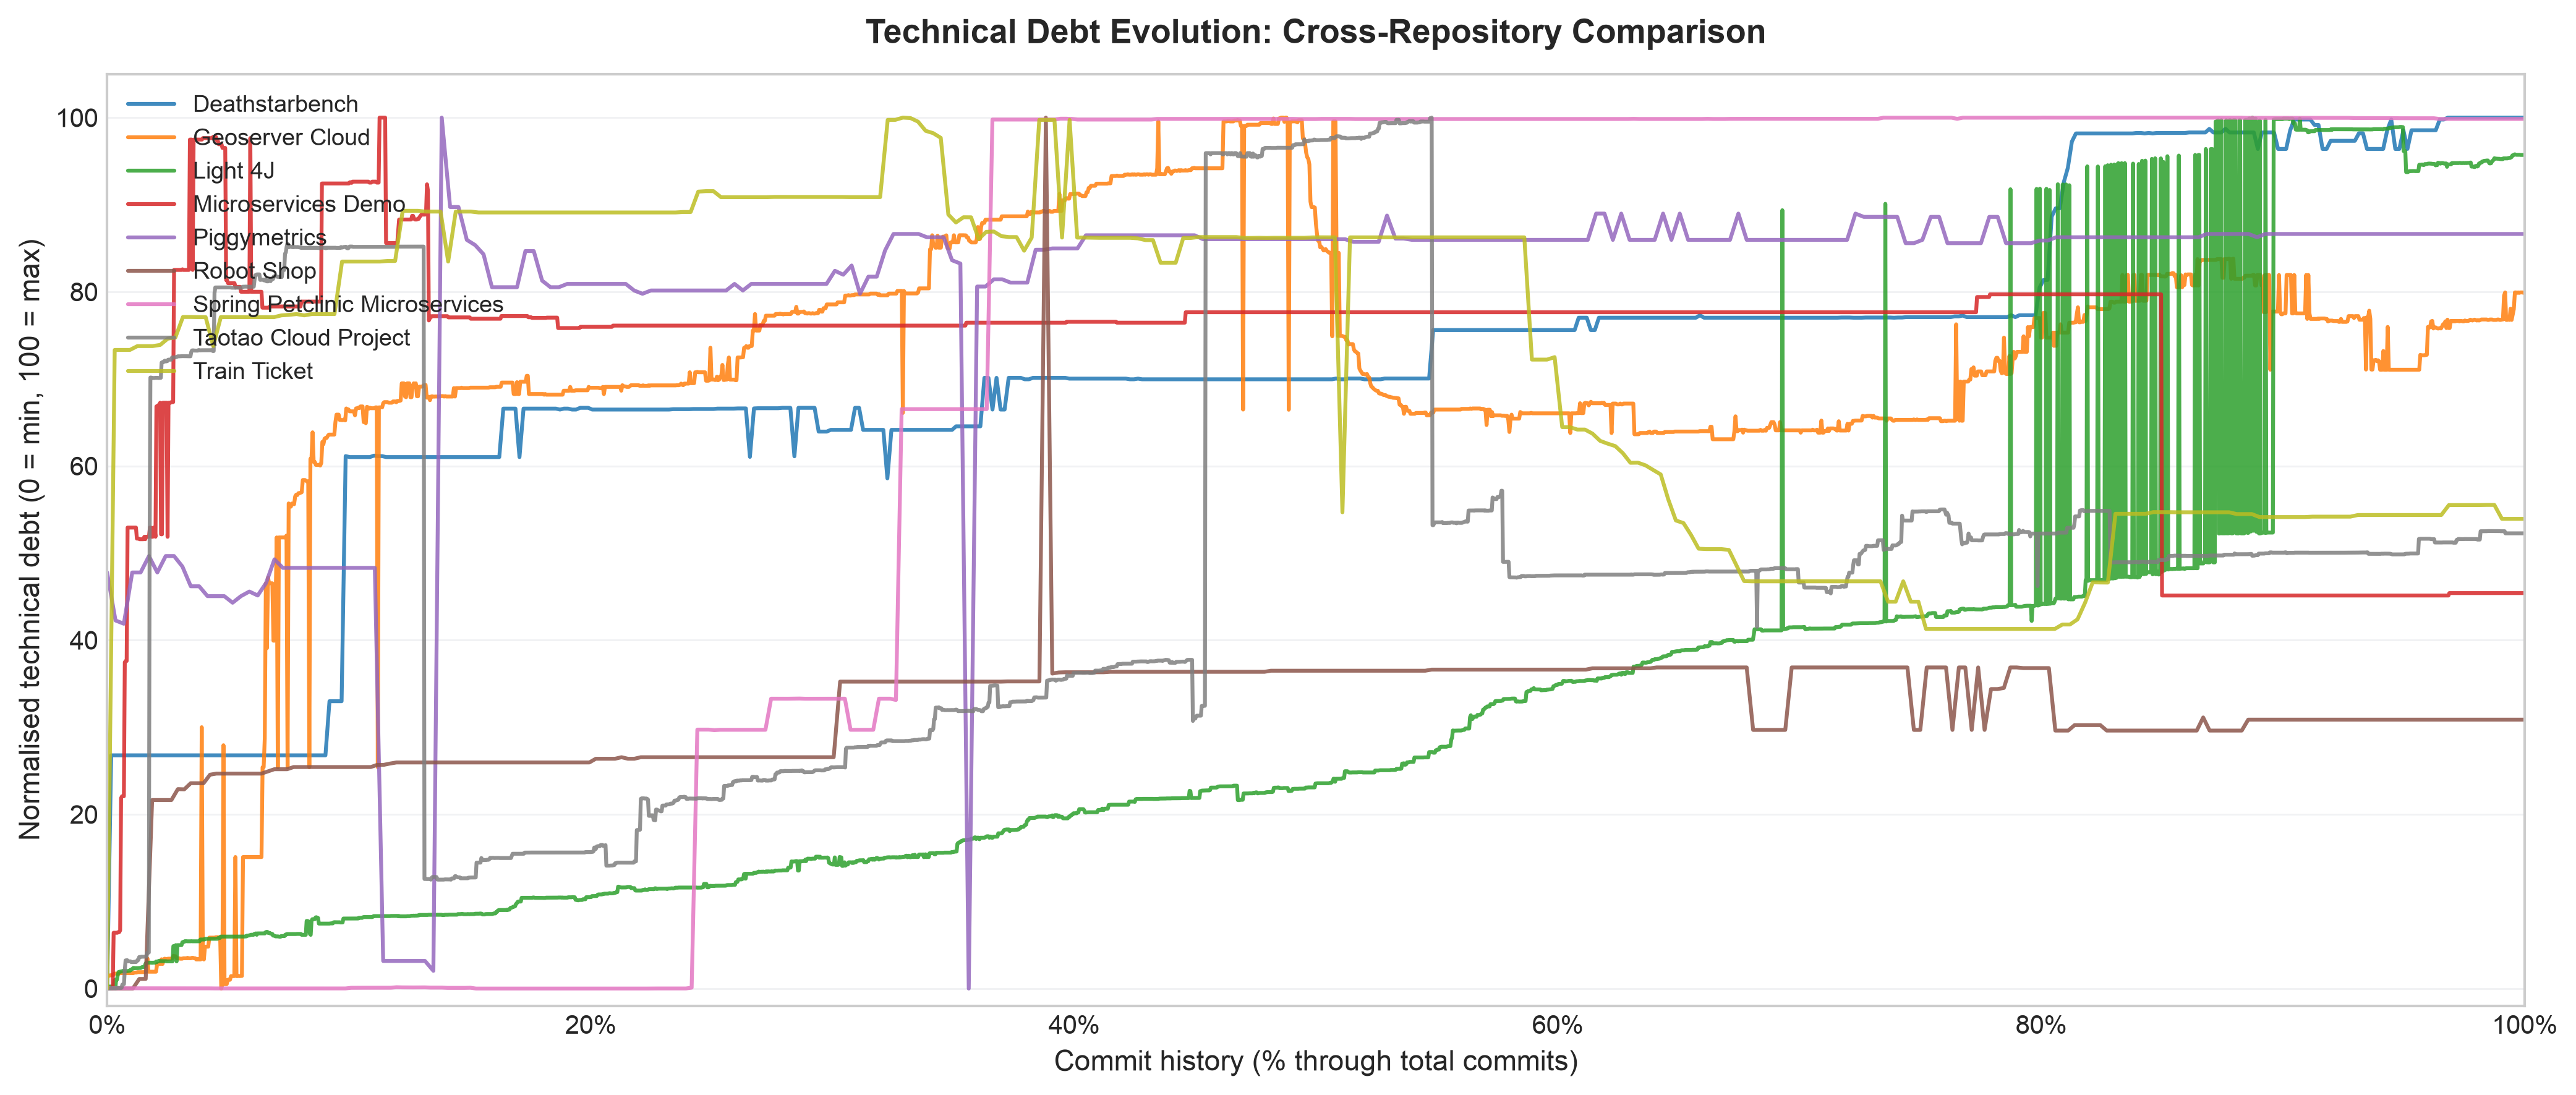 Technical Debt Evolution: Cross-Repository Comparison
Normalised technical debt (0 = min, 100 = max)
100
80
60
40
20
0
Deathstarbench
Geoserver Cloud
Light 4J
Microservices Demo
Piggymetrics
Robot Shop
Spring Petclinic Microservices
Taotao Cloud Project
Train Ticket
0%
20%
40%
60%
80%
100%
Commit history (% through total commits)